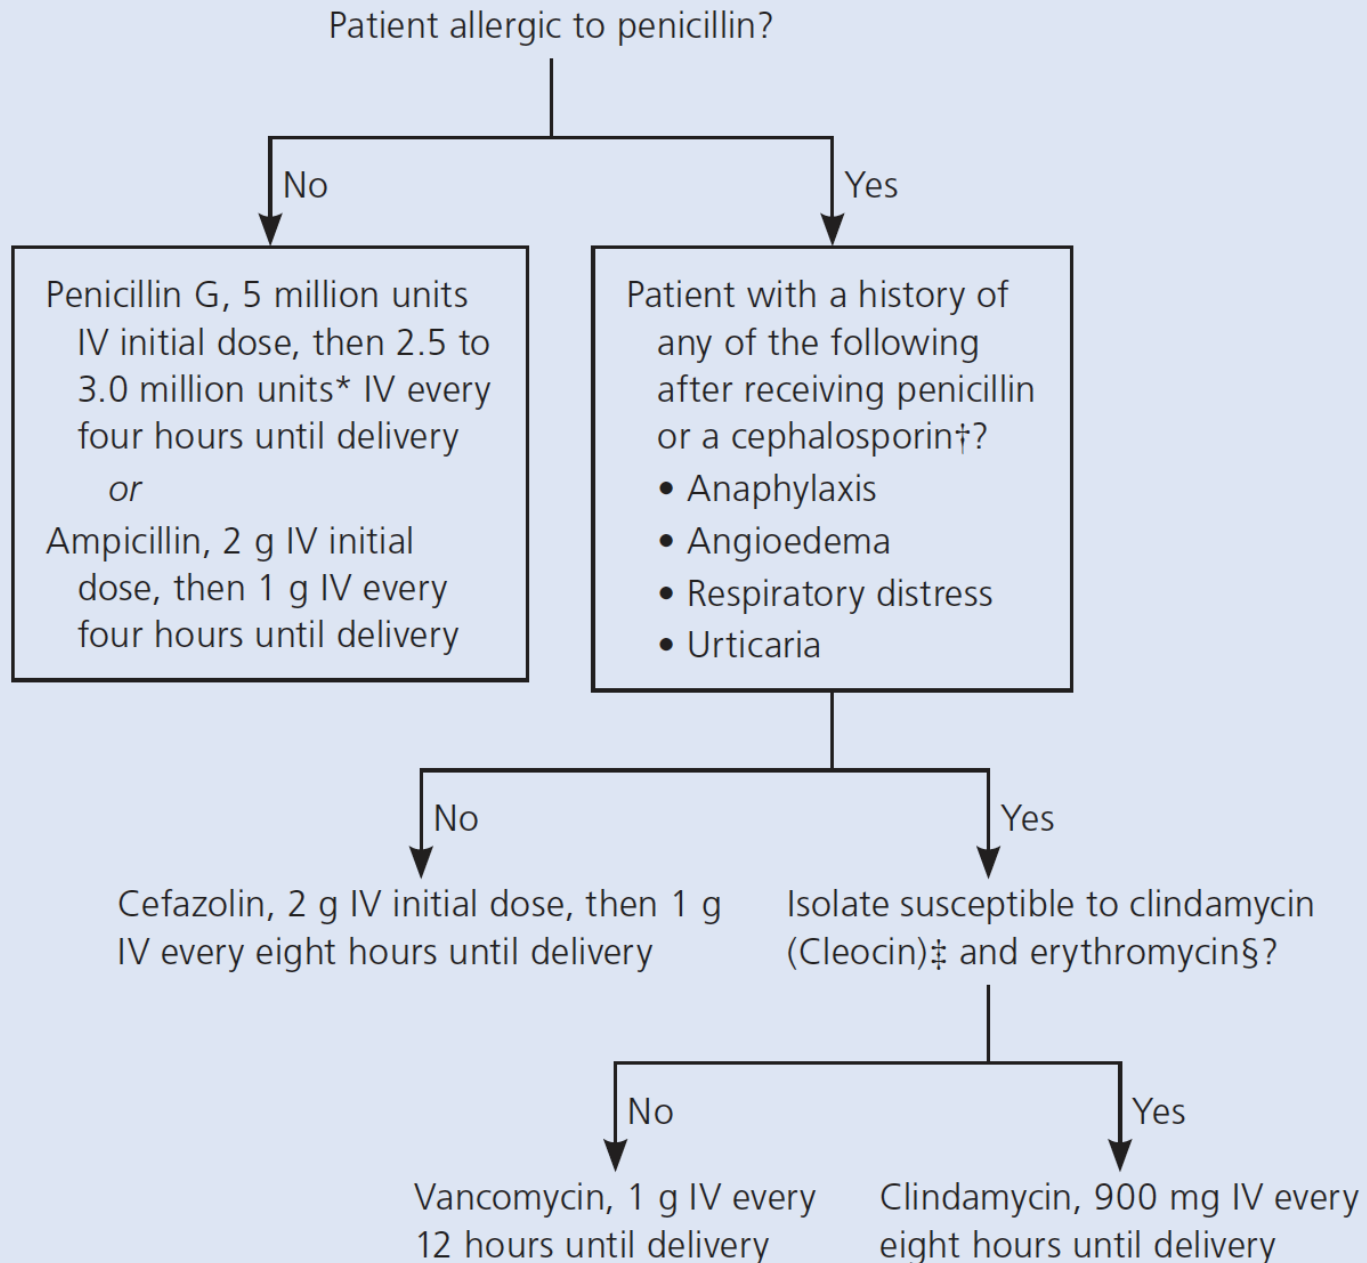 Patient allergic to penicillin?
No
Yes
Penicillin G, 5 million units
IV initial dose, then 2.5 to
3.0 million units* IV every
four hours until delivery
or
Ampicillin, 2 g IV initial
dose, then 1 g IV every
four hours until delivery
Patient with a history of
any of the following
after receiving penicillin
or a cephalosporin†?
• Anaphylaxis
• Angioedema
• Respiratory distress
• Urticaria
No
Yes
Cefazolin, 2 g IV initial dose, then 1 g
IV every eight hours until delivery
Isolate susceptible to clindamycin
(Cleocin)‡ and erythromycin§?
No
Yes
Vancomycin, 1 g IV every
12 hours until delivery
Clindamycin, 900 mg IV every
eight hours until delivery